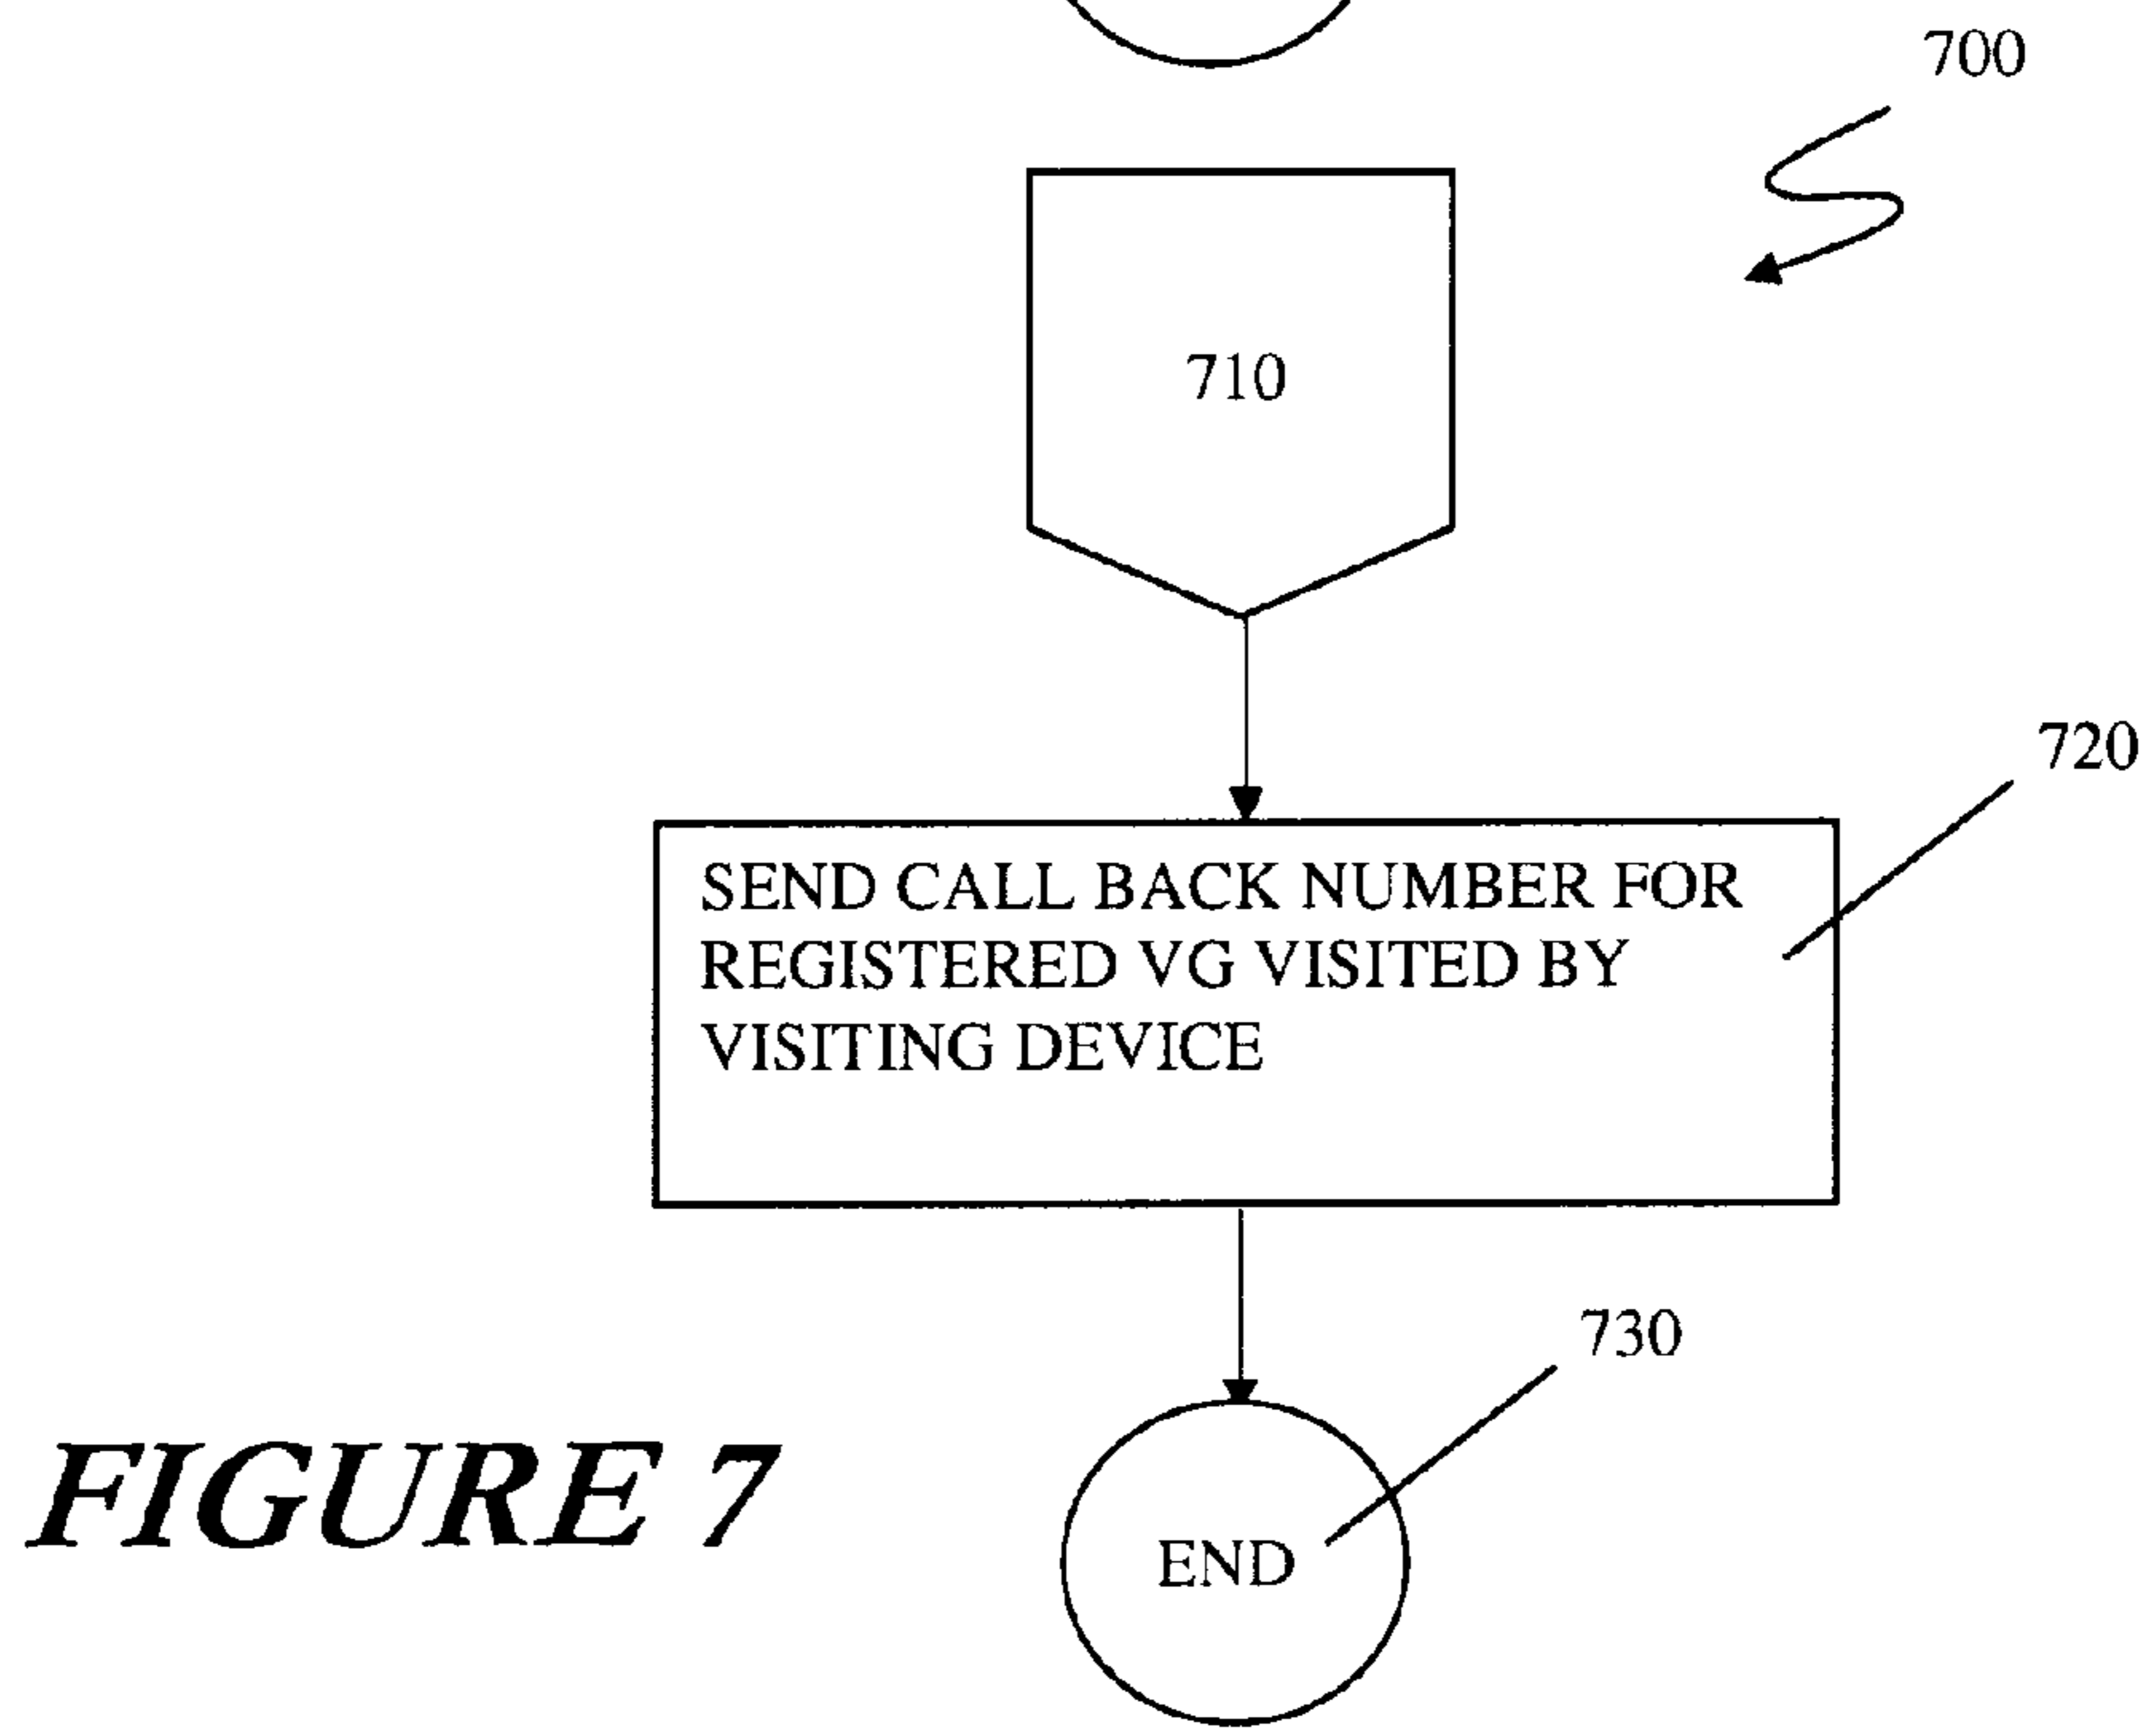 700
710
720
SEND CALL BACK NUMBER FOR
REGISTERED VG VISITED BY
VISITING DEVICE
730
FIGURE 7
END